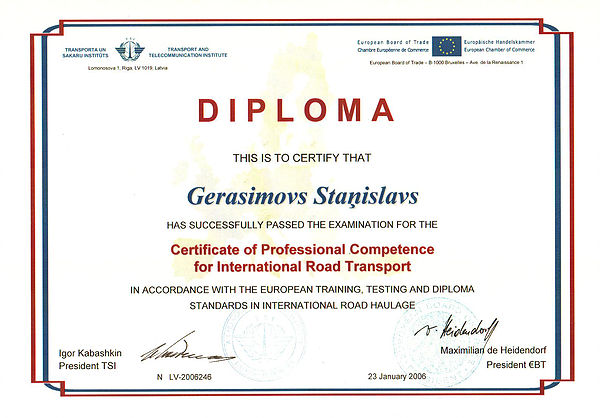 TRANSPORTA UN
SAKARU INSTITŪTS
TRANSPORT AND
TELECOMMUNICATION INSTITUTE
Lomonosova 1, Riga, LV 1019, Latvia
European Board of Trade
Chambre Européenne de Commerce
Europäische Handelskammer
European Chamber of Commerce
European Board of Trade – B 1000 Bruxelles – Ave. de la Renaissance 1
DIPLOMA
THIS IS TO CERTIFY THAT
Gerasimovs Staņislavs
HAS SUCCESSFULLY PASSED THE EXAMINATION FOR THE
Certificate of Professional Competence
for International Road Transport
IN ACCORDANCE WITH THE EUROPEAN TRAINING, TESTING AND DIPLOMA
STANDARDS IN INTERNATIONAL ROAD HAULAGE
Igor Kabashkin
President TSI
v. Heidendorff
Maximilian de Heidendorf
President €BT
N LV-2006246
23 January 2006